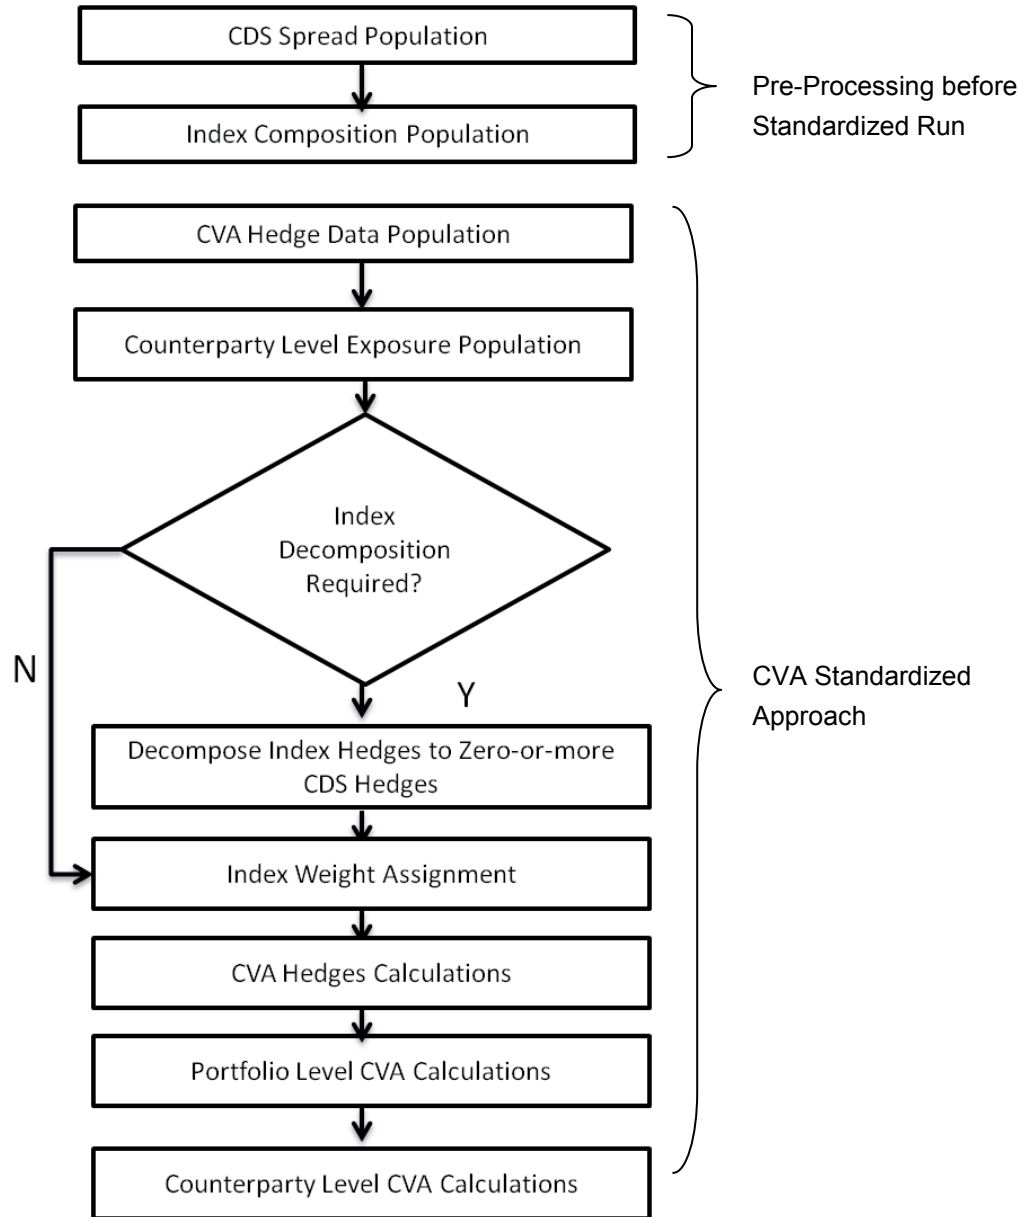 CDS Spread Population
Pre-Processing before
Standardized Run
Index Composition Population
CVA Hedge Data Population
Counterparty Level Exposure Population
Index
Decomposition
Required?
N
Y
CVA Standardized
Approach
Decompose Index Hedges to Zero-or-more
CDS Hedges
Index Weight Assignment
CVA Hedges Calculations
Portfolio Level CVA Calculations
Counterparty Level CVA Calculations